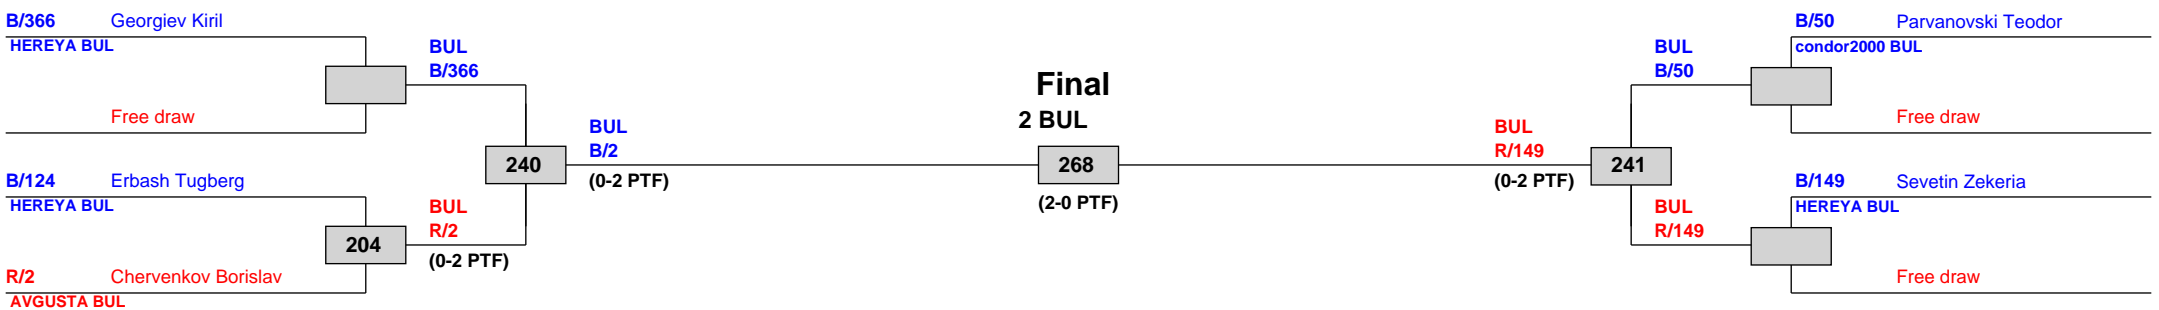 B/366 Georgiev Kiril
HEREYA BUL
BUL
B/366
Free draw
B/124 Erbash Tugberg
HEREYA BUL
204
BUL
R/2
(0-2 PTF)
R/2 Chervenkov Borislav
AVGUSTA BUL
240
BUL
B/2
(0-2 PTF)
Final
2 BUL
268
(2-0 PTF)
BUL
R/149
(0-2 PTF)
241
BUL
B/50
B/50 Parvanovski Teodor
condor2000 BUL
Free draw
BUL
R/149
B/149 Sevetin Zekeria
HEREYA BUL
Free draw